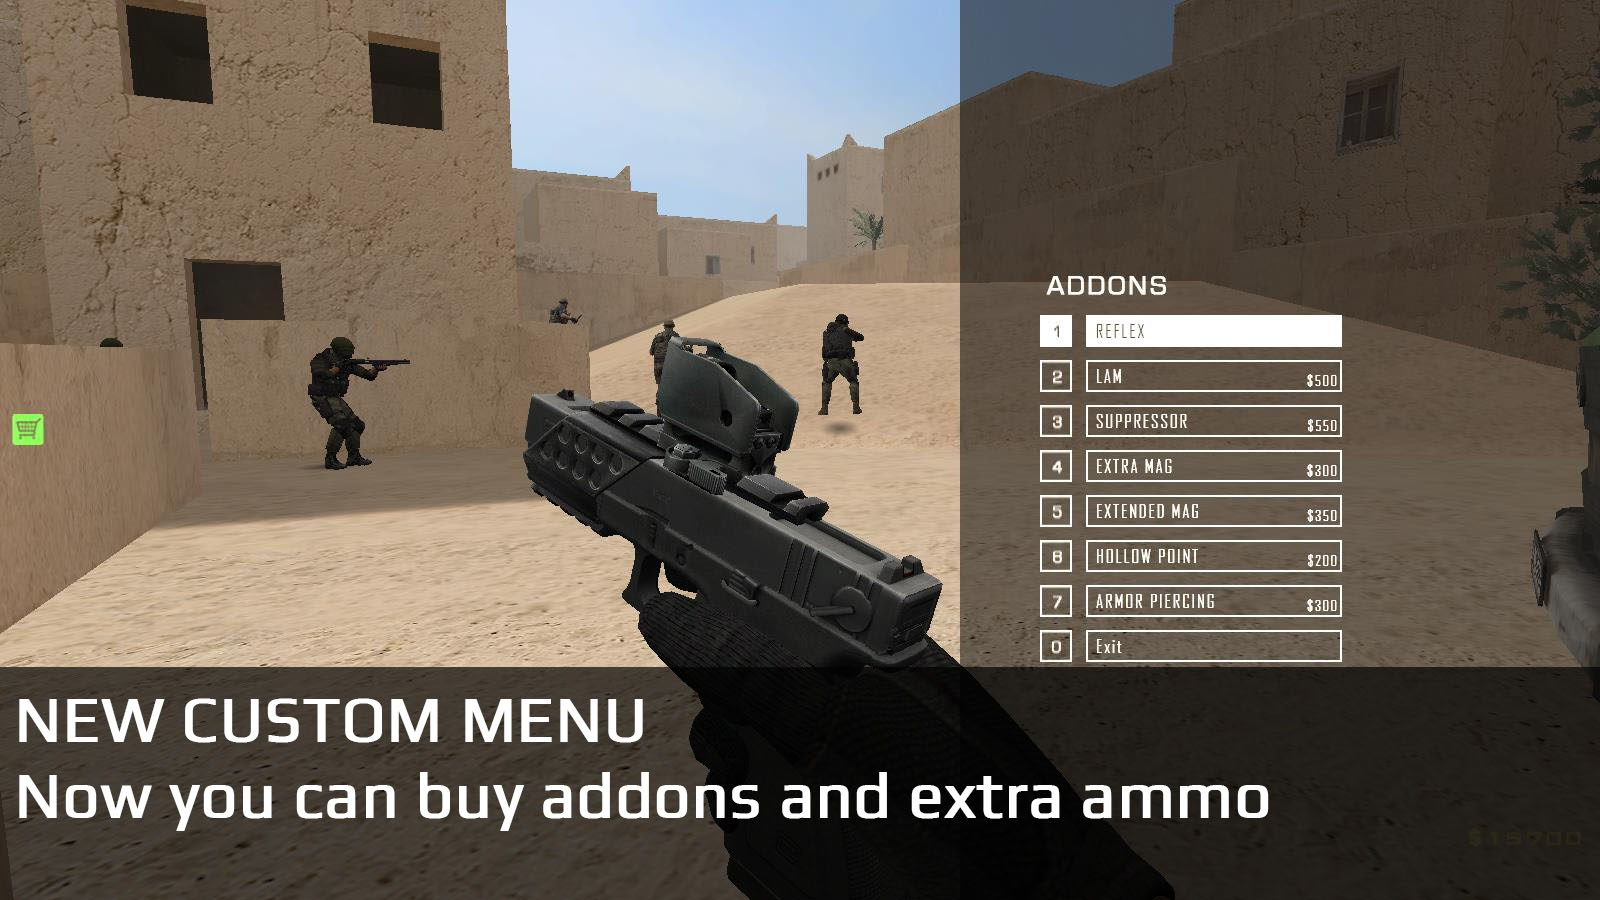 ADDONS
1 REFLEX
2 LAM $500
3 SUPPRESSOR $550
4 EXTRA MAG $300
5 EXTENDED MAG $350
6 HOLLOW POINT $200
7 ARMOR PIERCING $300
0 Exit
NEW CUSTOM MENU
Now you can buy addons and extra ammo
$15700